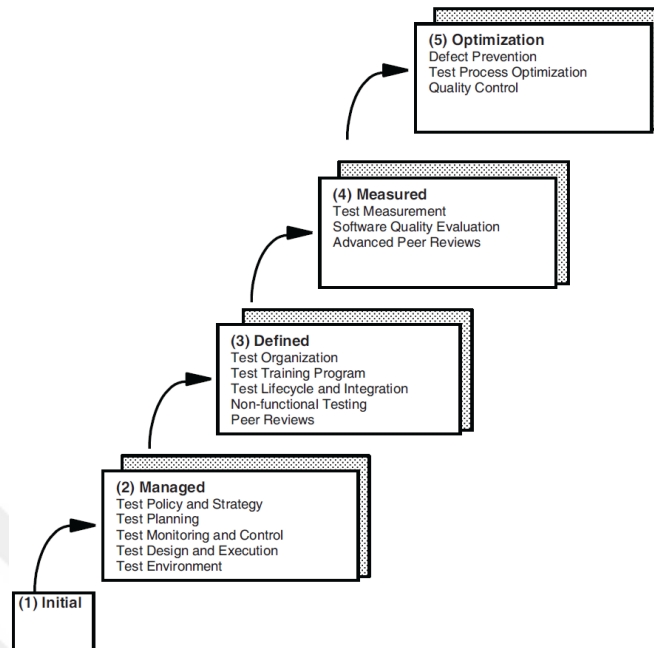 (5) Optimization
Defect Prevention
Test Process Optimization
Quality Control
(4) Measured
Test Measurement
Software Quality Evaluation
Advanced Peer Reviews
(3) Defined
Test Organization
Test Training Program
Test Lifecycle and Integration
Non-functional Testing
Peer Reviews
(2) Managed
Test Policy and Strategy
Test Planning
Test Monitoring and Control
Test Design and Execution
Test Environment
(1) Initial